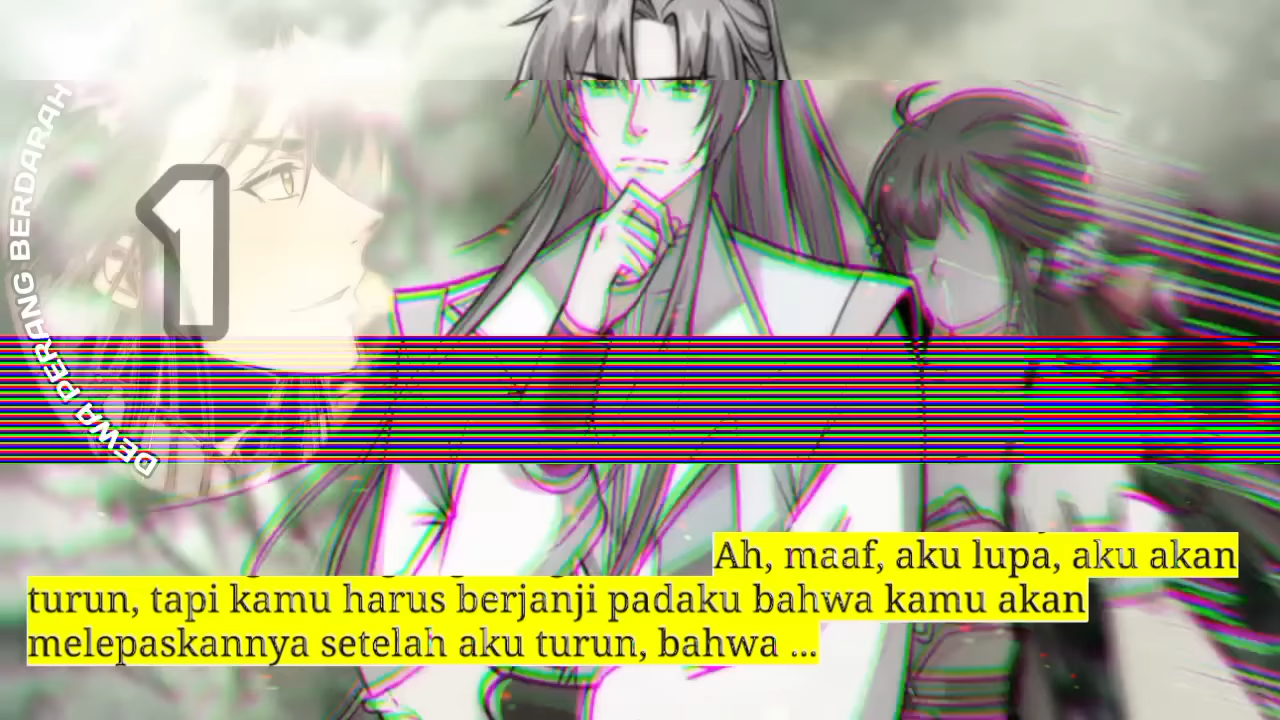 DEWA PERANG BERDARAH
1
Ah, maaf, aku lupa, aku akan
turun, tapi kamu harus berjanji padaku bahwa kamu akan
melepaskannya setelah aku turun, bahwa ...